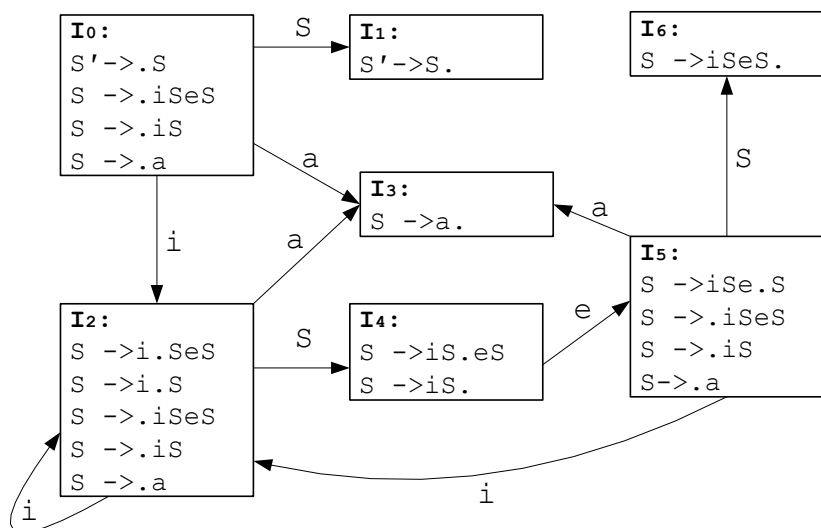 I0:
S'->.S
S ->.iSeS
S ->.iS
S ->.a
S
I1:
S'->S.
I6:
S ->iSeS.
a
I3:
S ->a.
S
i
a
a
I5:
S ->iSe.S
S ->.iSeS
S ->.iS
S->.a
I2:
S ->i.SeS
S ->i.S
S ->.iSeS
S ->.iS
S ->.a
S
I4:
S ->iS.eS
S ->iS.
e
i
i